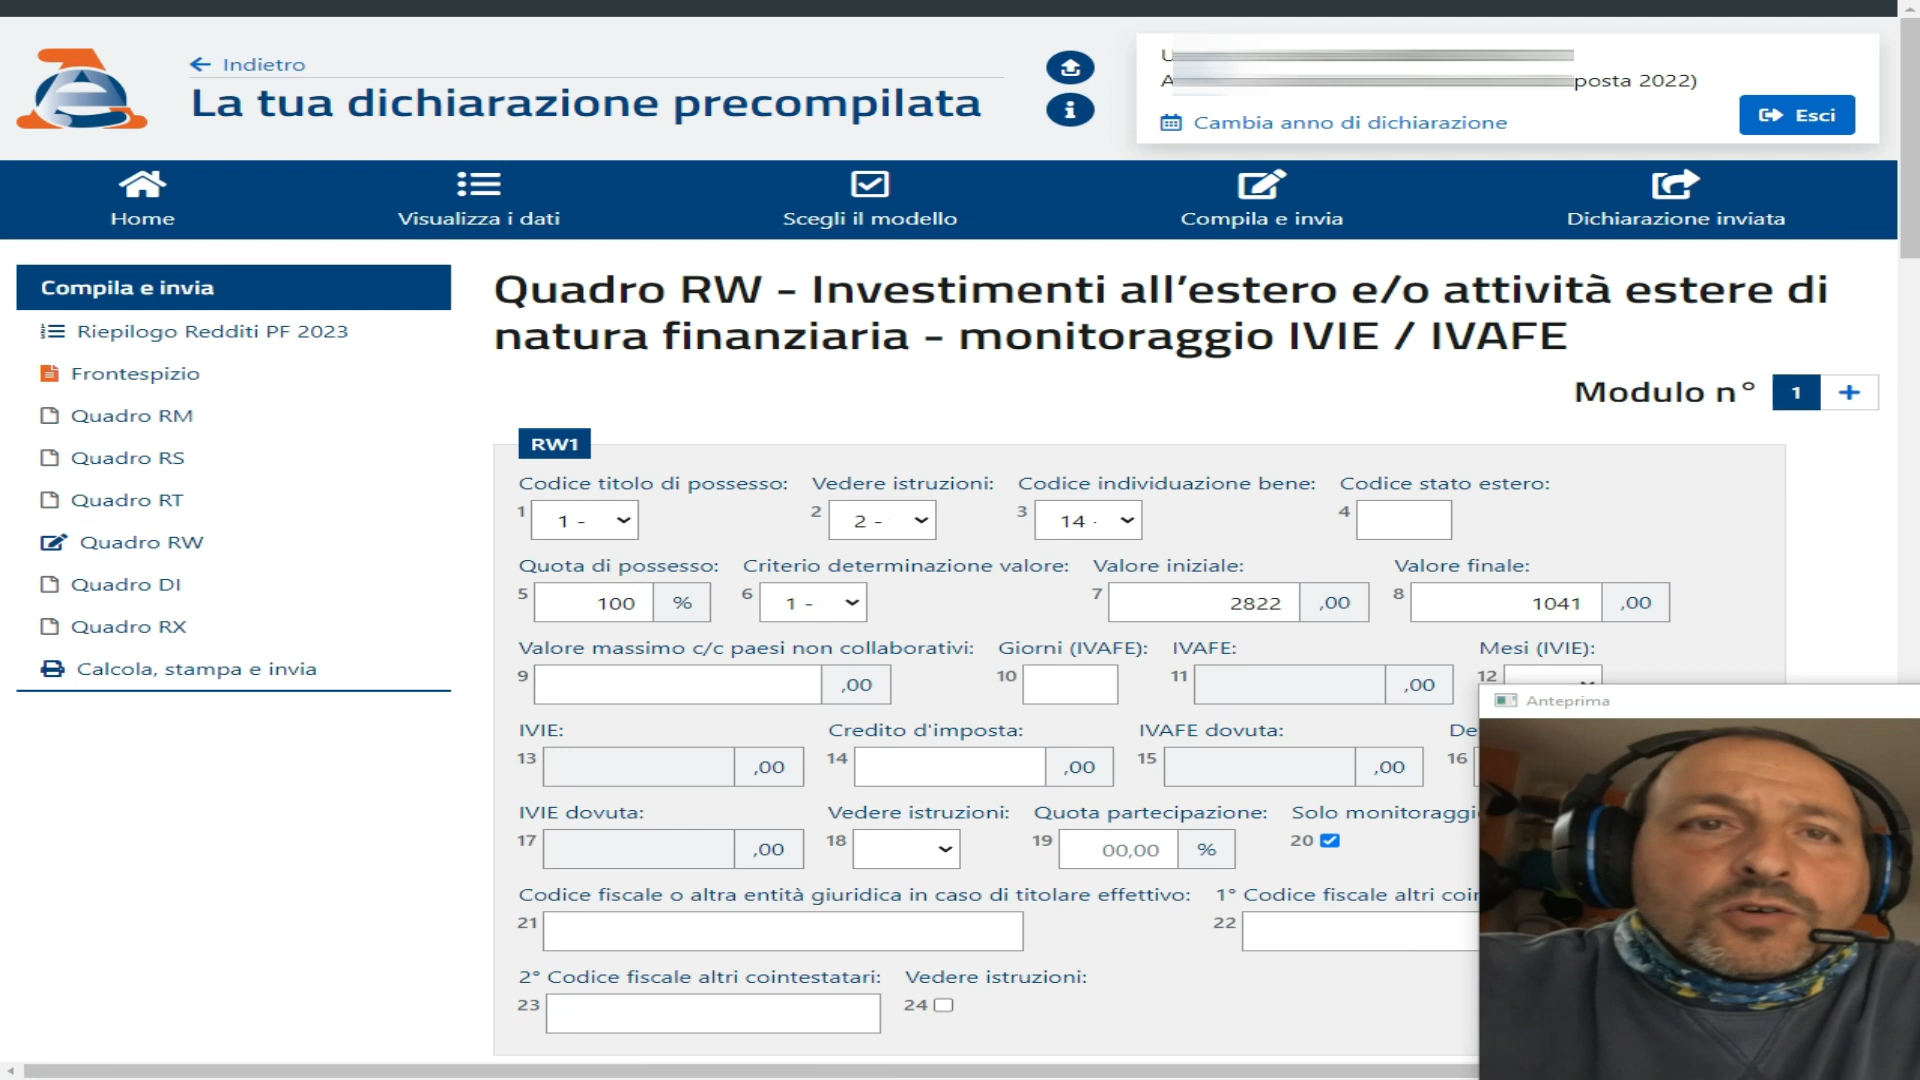 Indietro
La tua dichiarazione precompilata
U
A posta 2022)
Cambia anno di dichiarazione
Esci
Home
Visualizza i dati
Scegli il modello
Compila e invia
Dichiarazione inviata
Compila e invia
Riepilogo Redditi PF 2023
Frontespizio
Quadro RM
Quadro RS
Quadro RT
Quadro RW
Quadro DI
Quadro RX
Calcola, stampa e invia
Quadro RW - Investimenti all'estero e/o attività estere di
natura finanziaria - monitoraggio IVIE / IVAFE
Modulo n° 1 +
RW1
Codice titolo di possesso: Vedere istruzioni: Codice individuazione bene: Codice stato estero:
1 1 - 2 2 - 3 14 - 4
Quota di possesso: Criterio determinazione valore: Valore iniziale: Valore finale:
5 100 % 6 1 - 7 2822 ,00 8 1041 ,00
Valore massimo c/c paesi non collaborativi: Giorni (IVAFE): IVAFE: Mesi (IVIE):
9 ,00 10 11 ,00 12
IVIE: Credito d'imposta: IVAFE dovuta: De
13 ,00 14 ,00 15 ,00 16
IVIE dovuta: Vedere istruzioni: Quota partecipazione: Solo monitoraggi
17 ,00 18 19 00,00 % 20
Codice fiscale o altra entità giuridica in caso di titolare effettivo: 1° Codice fiscale altri coin
21 22
2° Codice fiscale altri cointestatari: Vedere istruzioni:
23 24
Anteprima